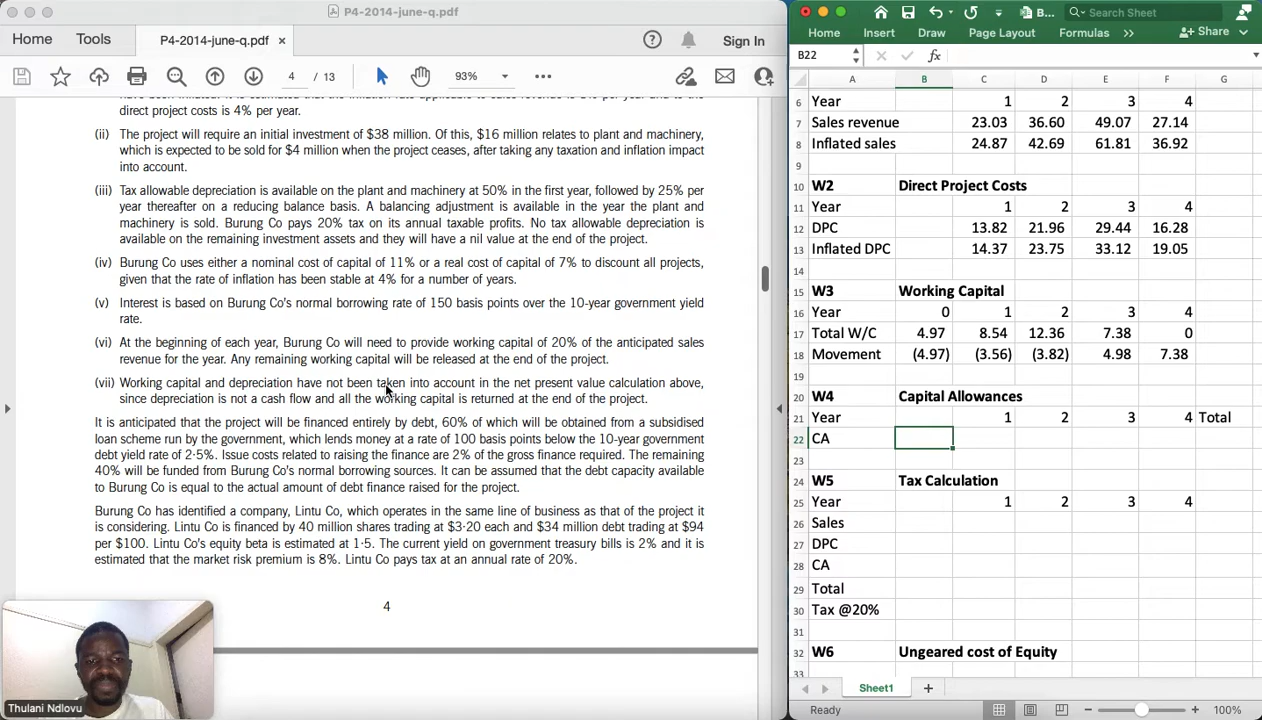 P4-2014-june-q.pdf
Home Tools P4-2014-june-q.pdf × Sign In
4 / 13 93%
direct project costs is 4% per year.
(ii) The project will require an initial investment of $38 million. Of this, $16 million relates to plant and machinery,
which is expected to be sold for $4 million when the project ceases, after taking any taxation and inflation impact
into account.
(iii) Tax allowable depreciation is available on the plant and machinery at 50% in the first year, followed by 25% per
year thereafter on a reducing balance basis. A balancing adjustment is available in the year the plant and
machinery is sold. Burung Co pays 20% tax on its annual taxable profits. No tax allowable depreciation is
available on the remaining investment assets and they will have a nil value at the end of the project.
(iv) Burung Co uses either a nominal cost of capital of 11% or a real cost of capital of 7% to discount all projects,
given that the rate of inflation has been stable at 4% for a number of years.
(v) Interest is based on Burung Co's normal borrowing rate of 150 basis points over the 10-year government yield
rate.
(vi) At the beginning of each year, Burung Co will need to provide working capital of 20% of the anticipated sales
revenue for the year. Any remaining working capital will be released at the end of the project.
(vii) Working capital and depreciation have not been taken into account in the net present value calculation above,
since depreciation is not a cash flow and all the working capital is returned at the end of the project.
It is anticipated that the project will be financed entirely by debt, 60% of which will be obtained from a subsidised
loan scheme run by the government, which lends money at a rate of 100 basis points below the 10-year government
debt yield rate of 2·5%. Issue costs related to raising the finance are 2% of the gross finance required. The remaining
40% will be funded from Burung Co's normal borrowing sources. It can be assumed that the debt capacity available
to Burung Co is equal to the actual amount of debt finance raised for the project.
Burung Co has identified a company, Lintu Co, which operates in the same line of business as that of the project it
is considering. Lintu Co is financed by 40 million shares trading at $3·20 each and $34 million debt trading at $94
per $100. Lintu Co's equity beta is estimated at 1·5. The current yield on government treasury bills is 2% and it is
estimated that the market risk premium is 8%. Lintu Co pays tax at an annual rate of 20%.
4
Thulani Ndlovu
B... Search Sheet
Home Insert Draw Page Layout Formulas >> Share
B22 fx
A B C D E F G
6 Year 1 2 3 4
7 Sales revenue 23.03 36.60 49.07 27.14
8 Inflated sales 24.87 42.69 61.81 36.92
9
10 W2 Direct Project Costs
11 Year 1 2 3 4
12 DPC 13.82 21.96 29.44 16.28
13 Inflated DPC 14.37 23.75 33.12 19.05
14
15 W3 Working Capital
16 Year 0 1 2 3 4
17 Total W/C 4.97 8.54 12.36 7.38 0
18 Movement (4.97) (3.56) (3.82) 4.98 7.38
19
20 W4 Capital Allowances
21 Year 1 2 3 4 Total
22 CA
23
24 W5 Tax Calculation
25 Year 1 2 3 4
26 Sales
27 DPC
28 CA
29 Total
30 Tax @20%
31
32 W6 Ungeared cost of Equity
33
Sheet1 +
Ready 100%